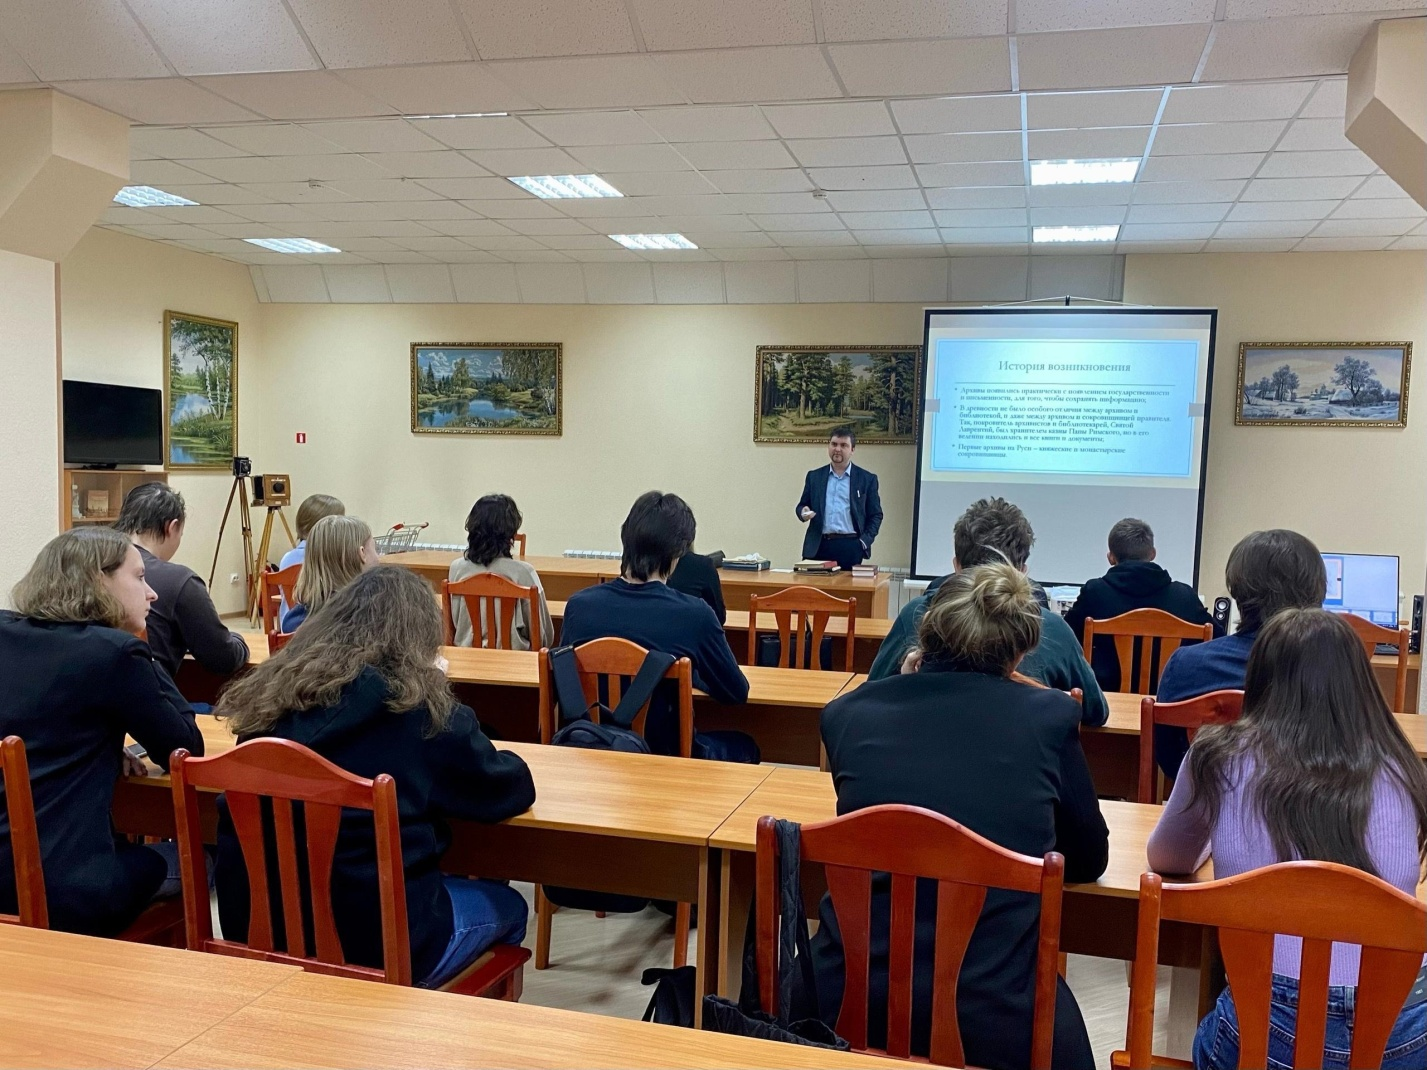 История возникновения
Архивы появились практически с появлением государственности
и письменности, для того, чтобы сохранять информацию;
В древности не было особого отличия между архивом и
библиотекой, и даже между архивом и сокровищницей правителя.
Так, покровитель архивистов и библиотекарей, Святой
Лаврентий, был хранителем казны Папы Римского, но в его
ведении находились и все книги и документы;
Первые архивы на Руси – княжеские и монастырские
сокровищницы.